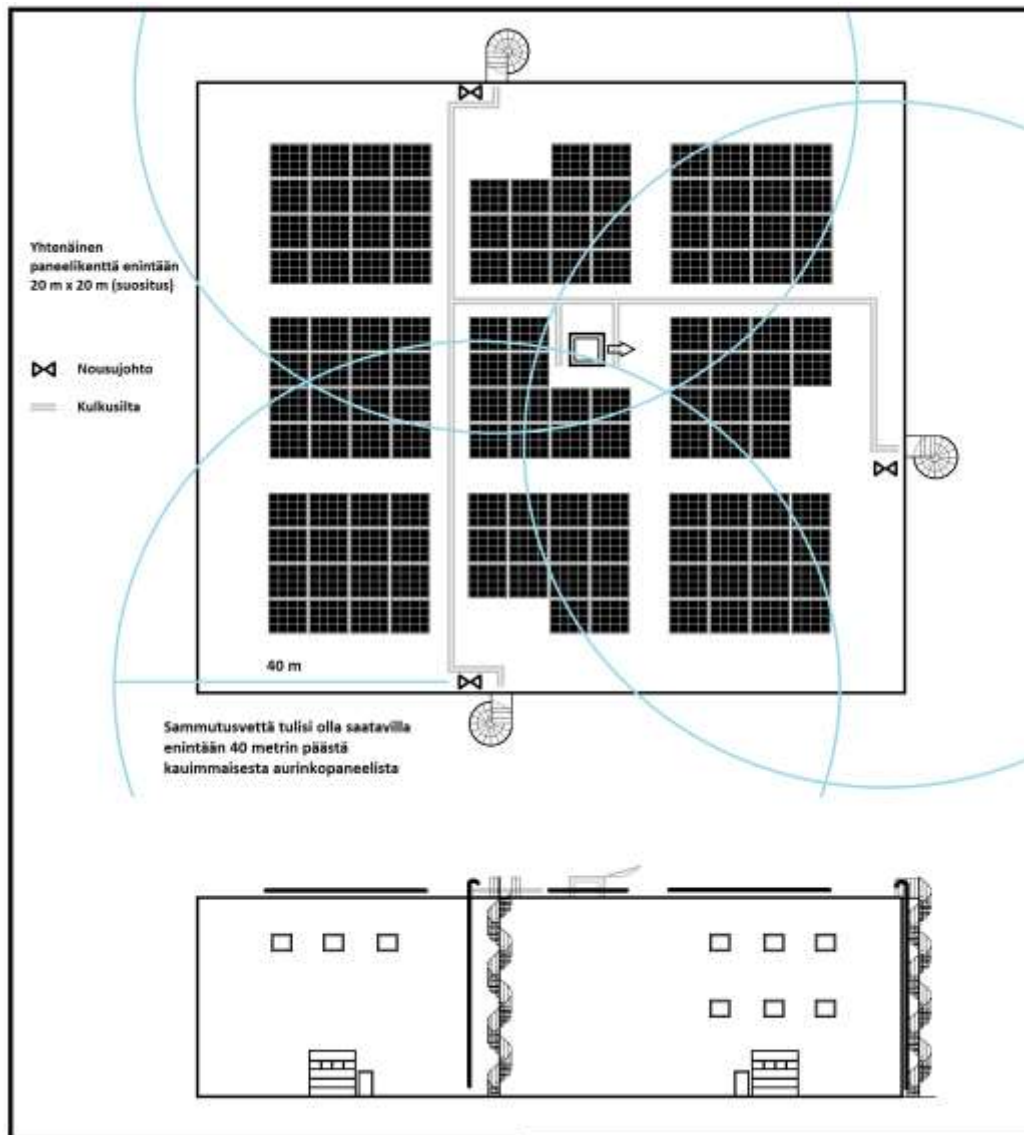 Yhtenäinen
paneelikenttä enintään
20 m x 20 m (suositus)
Nousujohto
Kulkusilta
40 m
Sammutusvettä tulisi olla saatavilla
enintään 40 metrin päästä
kauimmaisesta aurinkopaneelista